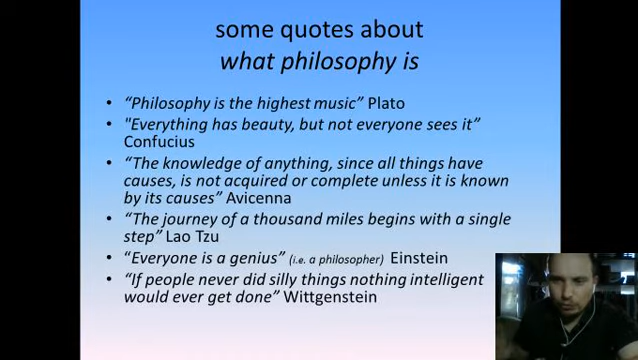 some quotes about
what philosophy is
• “Philosophy is the highest music” Plato
• "Everything has beauty, but not everyone sees it”
Confucius
• “The knowledge of anything, since all things have
causes, is not acquired or complete unless it is known
by its causes” Avicenna
• “The journey of a thousand miles begins with a single
step” Lao Tzu
• “Everyone is a genius” (i.e. a philosopher) Einstein
• “If people never did silly things nothing intelligent
would ever get done” Wittgenstein